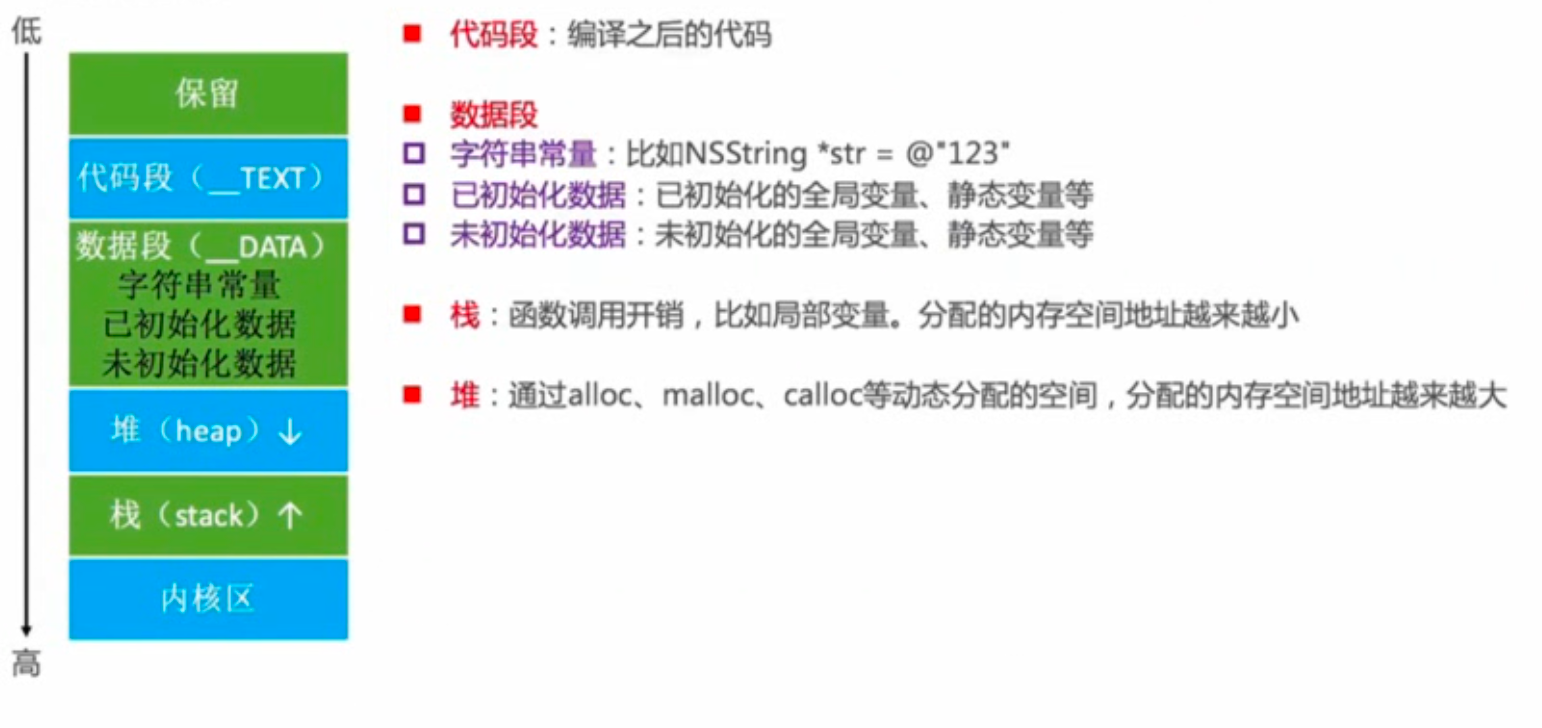 低
保留
代码段（__TEXT）
数据段（__DATA）
字符串常量
已初始化数据
未初始化数据
堆（heap）↓
栈（stack）↑
内核区
高
■ 代码段：编译之后的代码
■ 数据段
字符串常量：比如NSString *str = @"123"
已初始化数据：已初始化的全局变量、静态变量等
未初始化数据：未初始化的全局变量、静态变量等
■ 栈：函数调用开销，比如局部变量。分配的内存空间地址越来越小
■ 堆：通过alloc、malloc、calloc等动态分配的空间，分配的内存空间地址越来越大